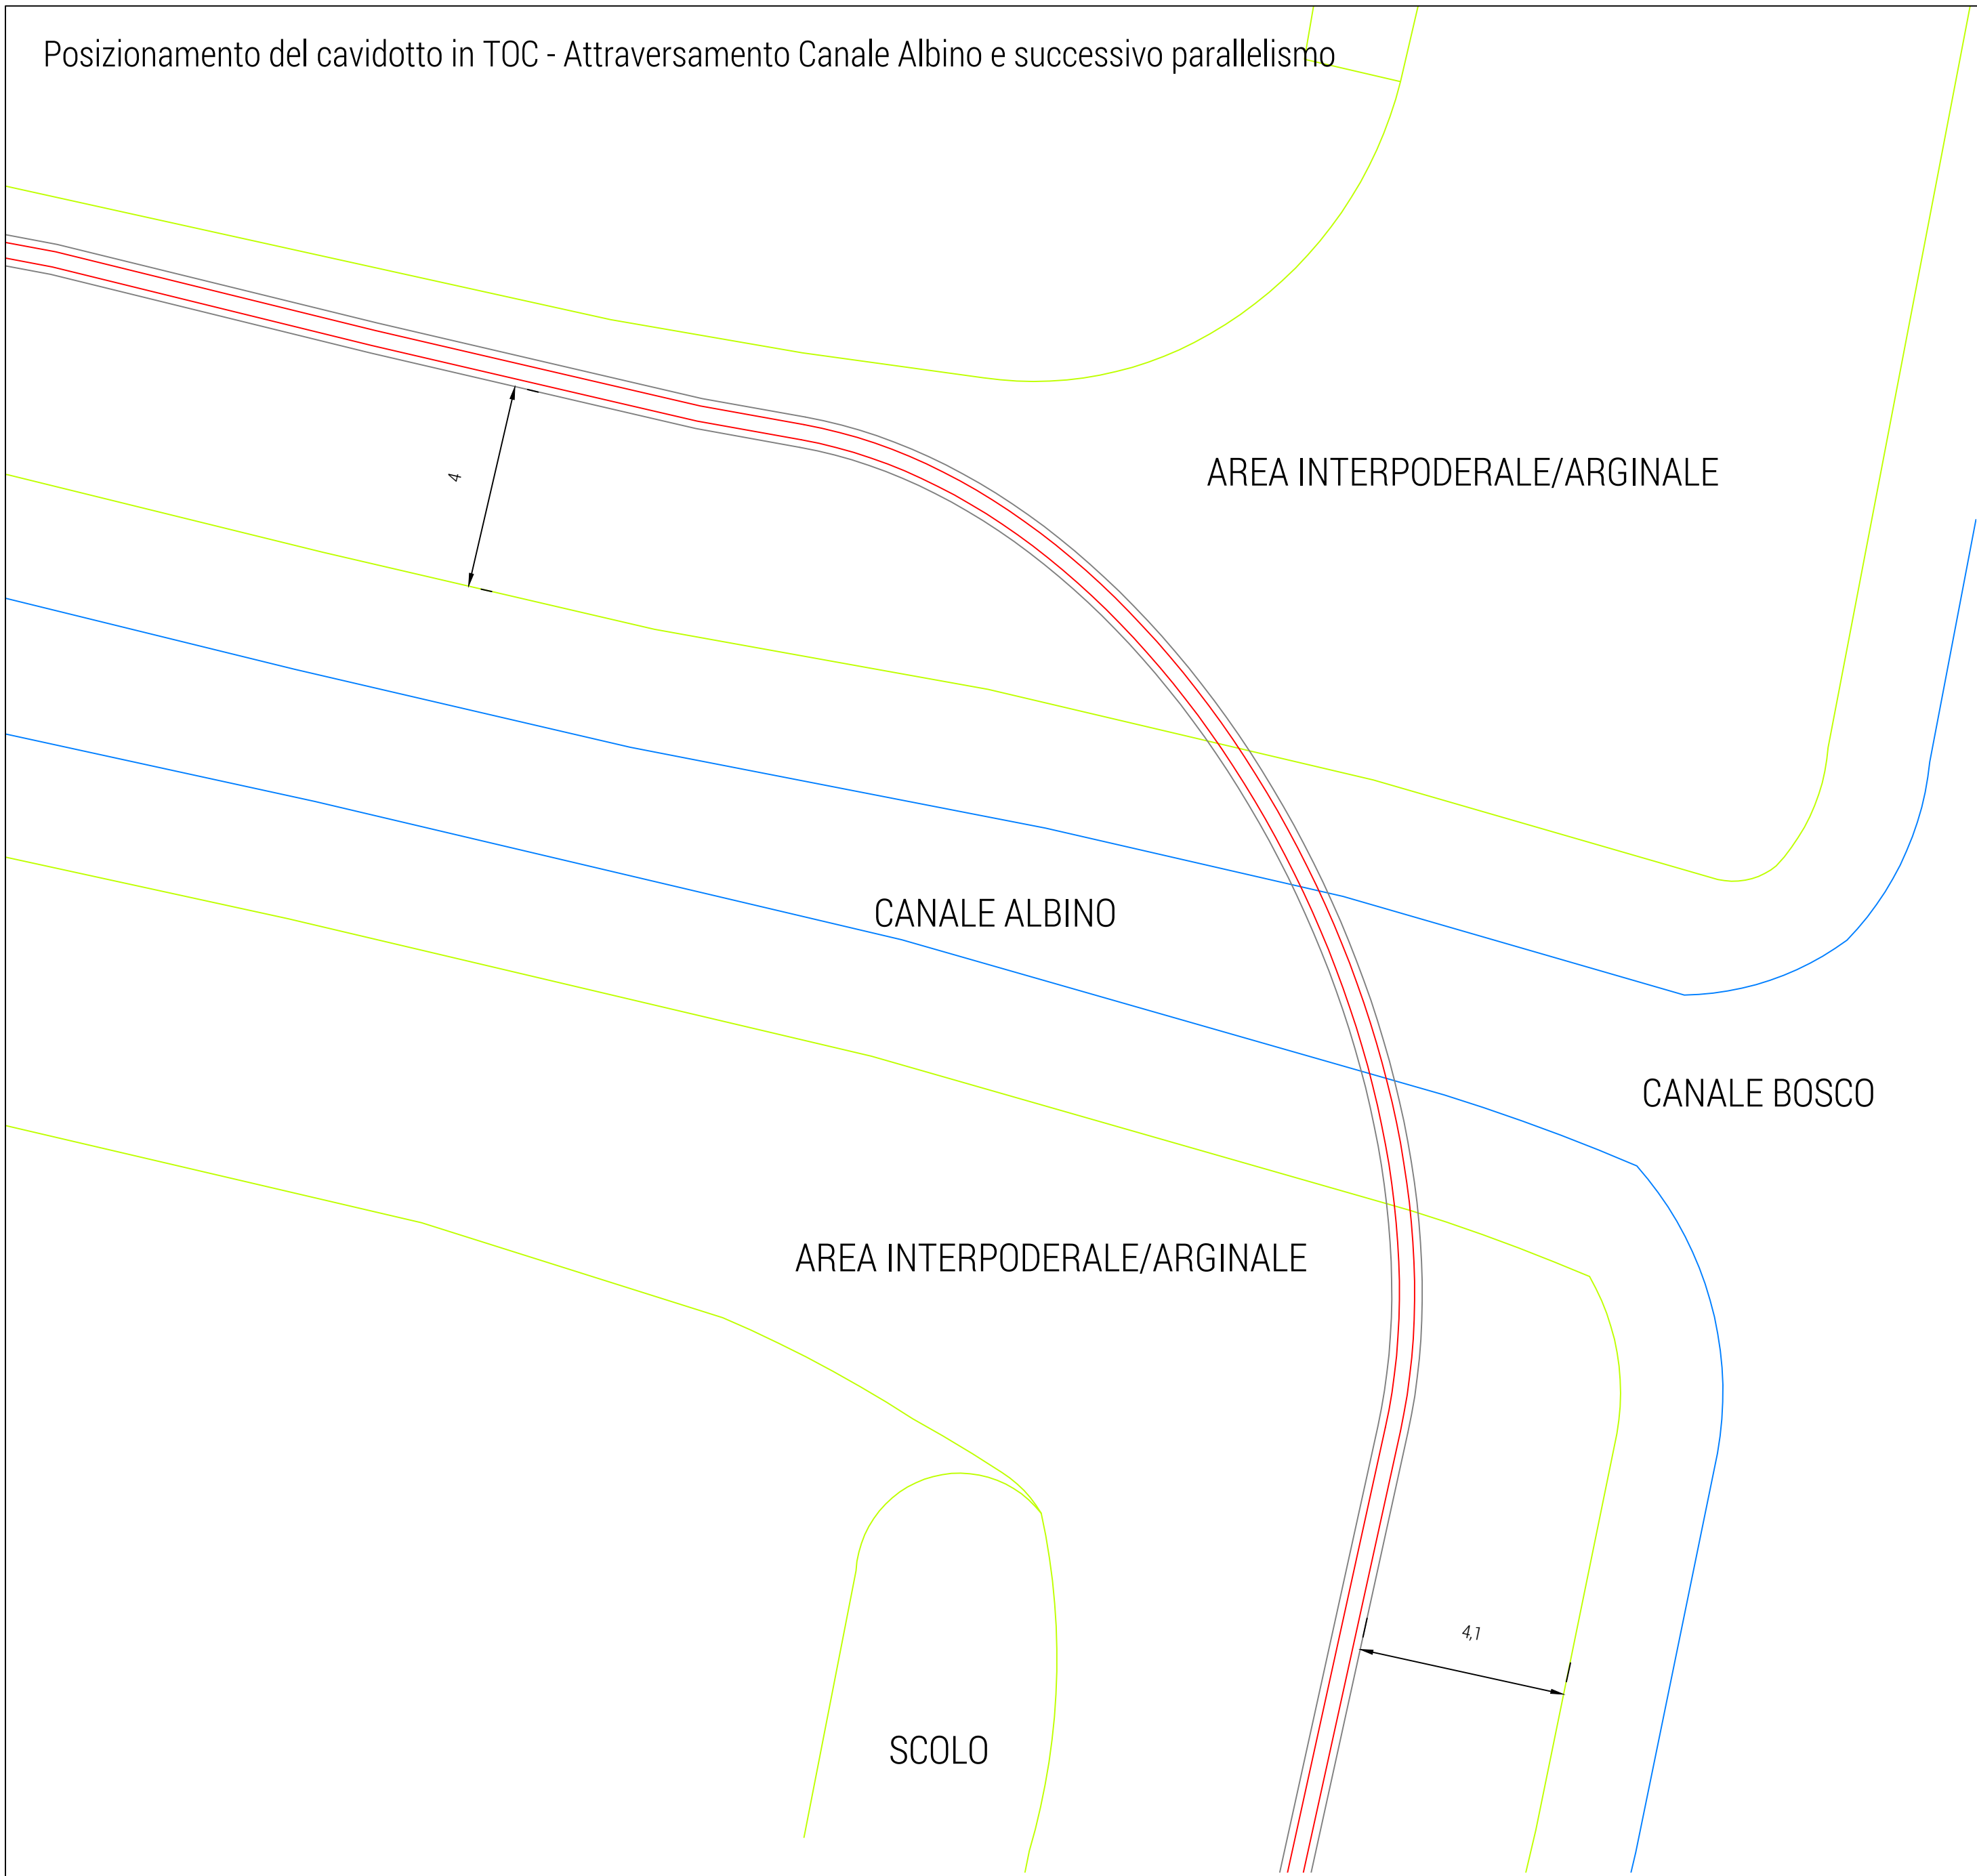 Posizionamento del cavidotto in TOC - Attraversamento Canale Albino e successivo parallelismo
AREA INTERPODERALE/ARGINALE
4
CANALE ALBINO
CANALE BOSCO
AREA INTERPODERALE/ARGINALE
4,1
SCOLO